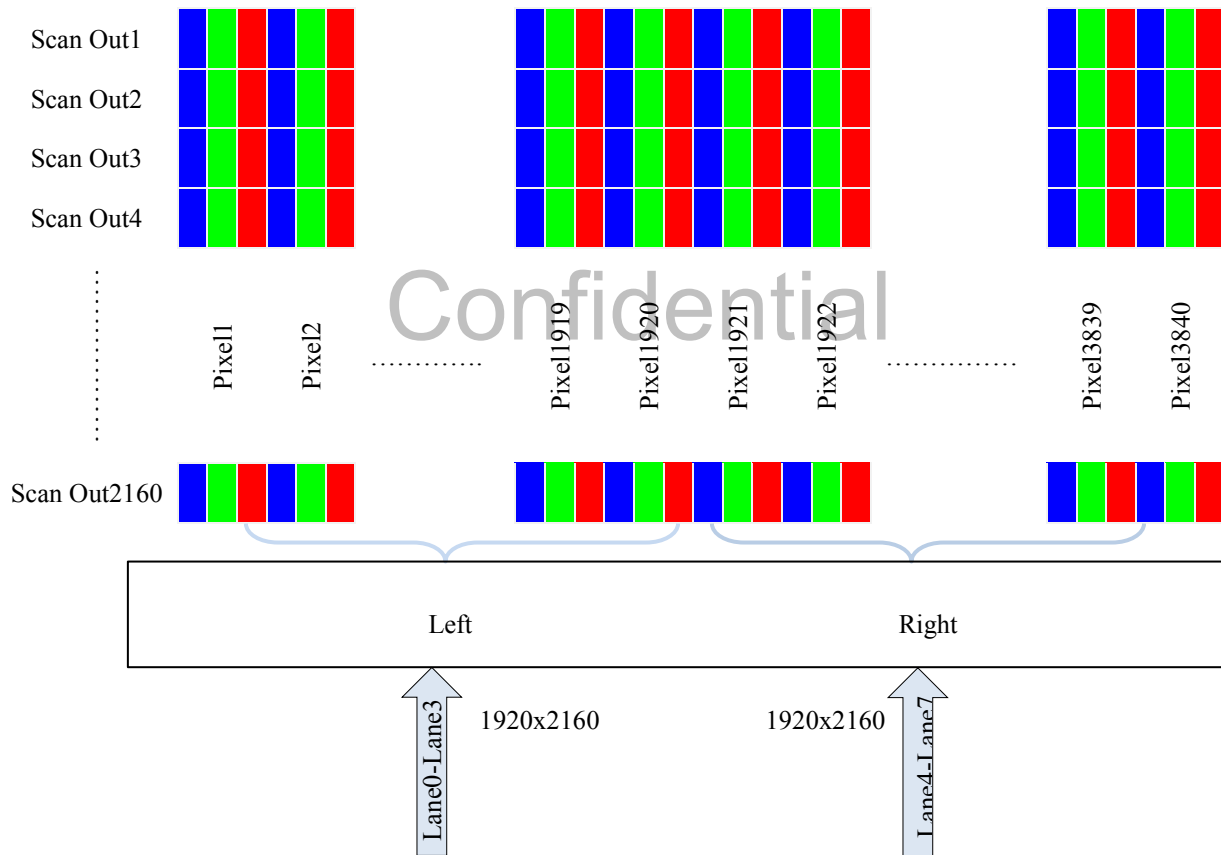 Scan Out1
Scan Out2
Scan Out3
Scan Out4
Confidential
Pixel1
Pixel2
Pixel1919
Pixel1920
Pixel1921
Pixel1922
Pixel3839
Pixel3840
Scan Out2160
Left
Right
Lane0-Lane3
1920x2160
1920x2160
Lane4-Lane7